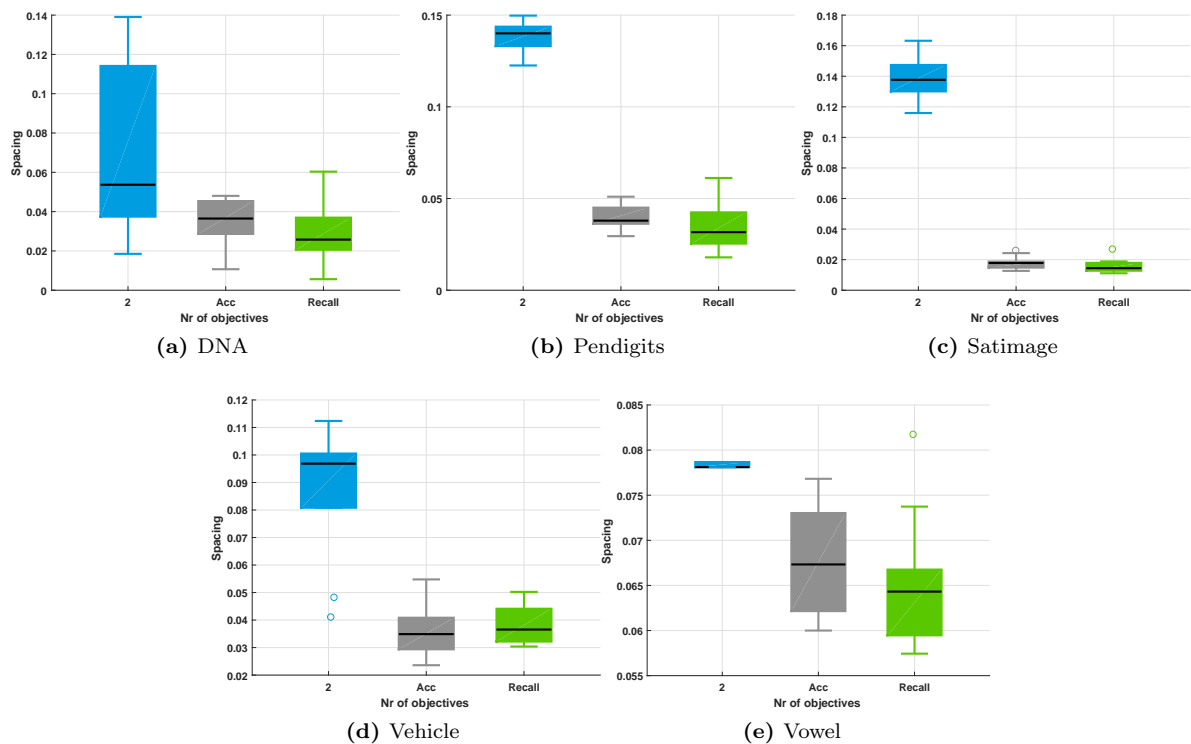 0.14
0.12
0.1
0.08
0.06
0.04
0.02
0
Spacing
2 Acc Recall
Nr of objectives
(a) DNA
0.15
0.1
0.05
0
Spacing
2 Acc Recall
Nr of objectives
(b) Pendigits
0.18
0.16
0.14
0.12
0.1
0.08
0.06
0.04
0.02
0
Spacing
2 Acc Recall
Nr of objectives
(c) Satimage
0.12
0.11
0.1
0.09
0.08
0.07
0.06
0.05
0.04
0.03
0.02
Spacing
2 Acc Recall
Nr of objectives
(d) Vehicle
0.085
0.08
0.075
0.07
0.065
0.06
0.055
Spacing
2 Acc Recall
Nr of objectives
(e) Vowel